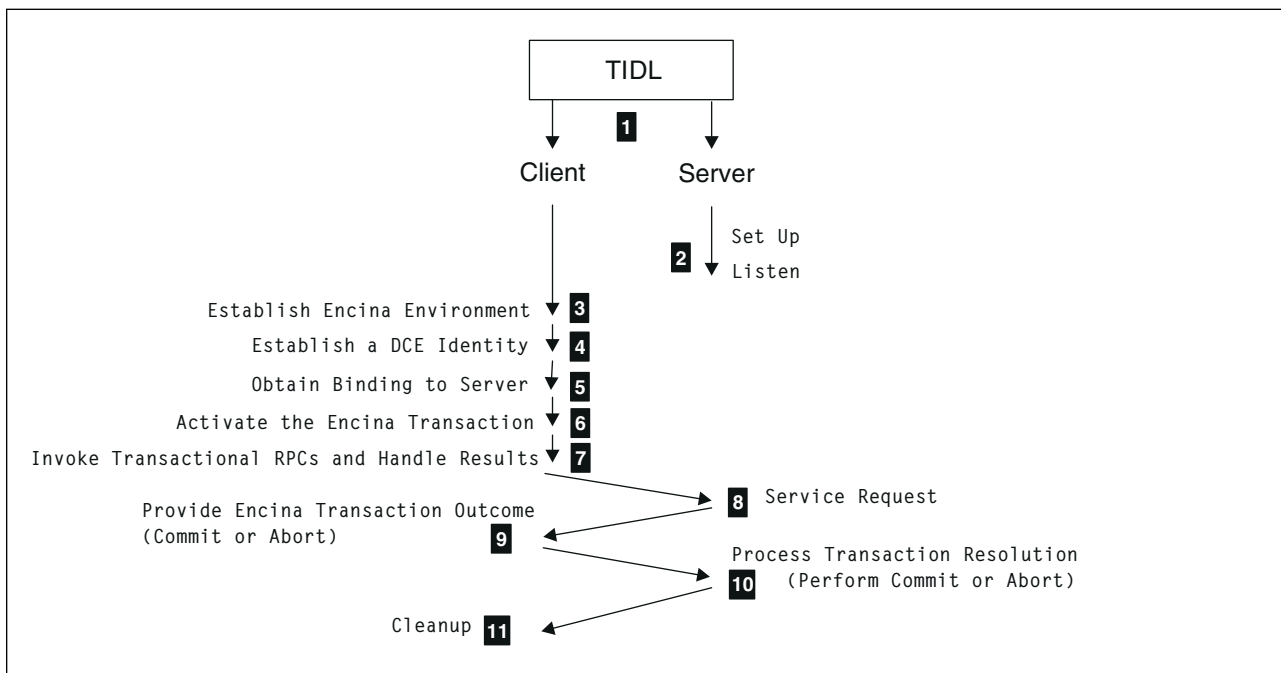 TIDL
1
Client Server
2 Set Up
Listen
Establish Encina Environment 3
Establish a DCE Identity 4
Obtain Binding to Server 5
Activate the Encina Transaction 6
Invoke Transactional RPCs and Handle Results 7
8 Service Request
Provide Encina Transaction Outcome
(Commit or Abort) 9
Process Transaction Resolution
10 (Perform Commit or Abort)
Cleanup 11